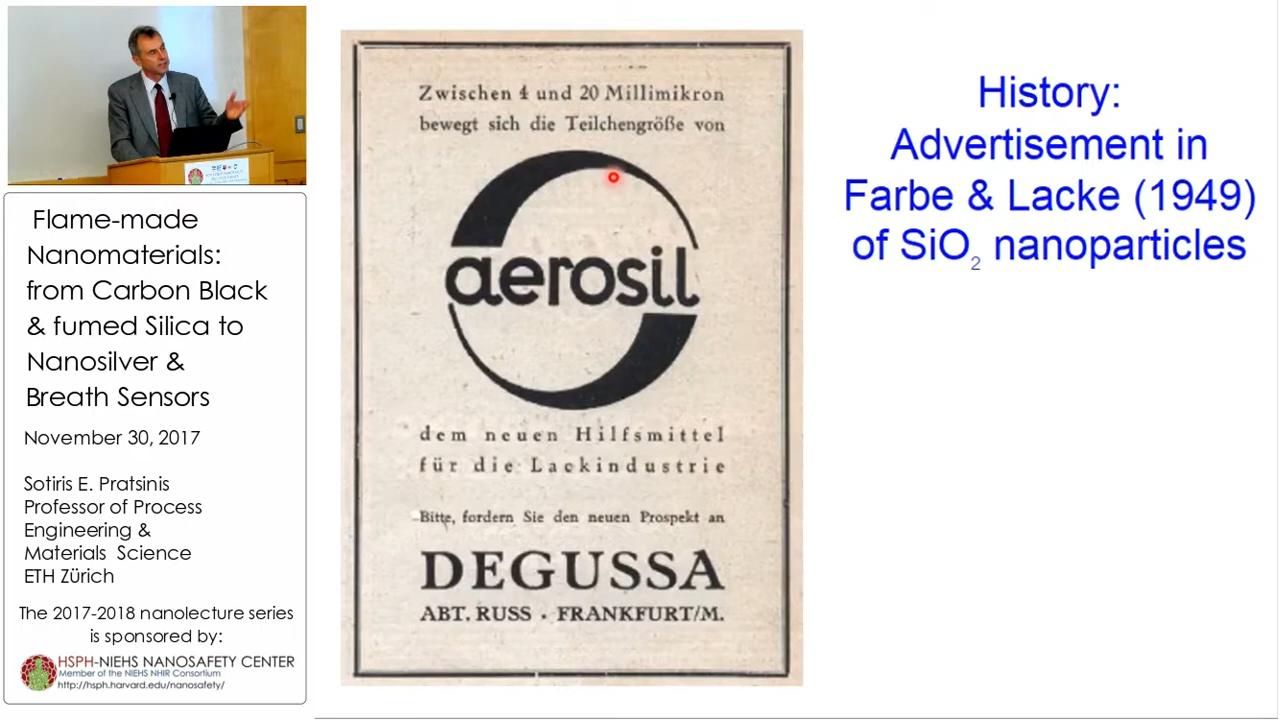 Flame-made
Nanomaterials:
from Carbon Black
& fumed Silica to
Nanosilver &
Breath Sensors
November 30, 2017
Sotiris E. Pratsinis
Professor of Process
Engineering &
Materials Science
ETH Zürich
The 2017-2018 nanolecture series
is sponsored by:
HSPH-NIEHS NANOSAFETY CENTER
Member of the NIEHS NHIR Consortium
http://hsph.harvard.edu/nanosafety/
Zwischen 4 und 20 Millimikron
bewegt sich die Teilchengröße von
aerosil
dem neuen Hilfsmittel
für die Lackindustrie
Bitte, fordern Sie den neuen Prospekt an
DEGUSSA
ABT. RUSS · FRANKFURT/M.
History:
Advertisement in
Farbe & Lacke (1949)
of SiO₂ nanoparticles